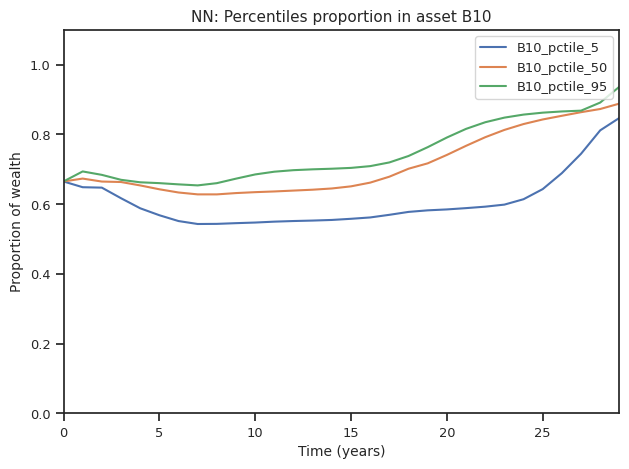 NN: Percentiles proportion in asset B10
B10_pctile_5
B10_pctile_50
B10_pctile_95
Proportion of wealth
1.0
0.8
0.6
0.4
0.2
0.0
0 5 10 15 20 25
Time (years)